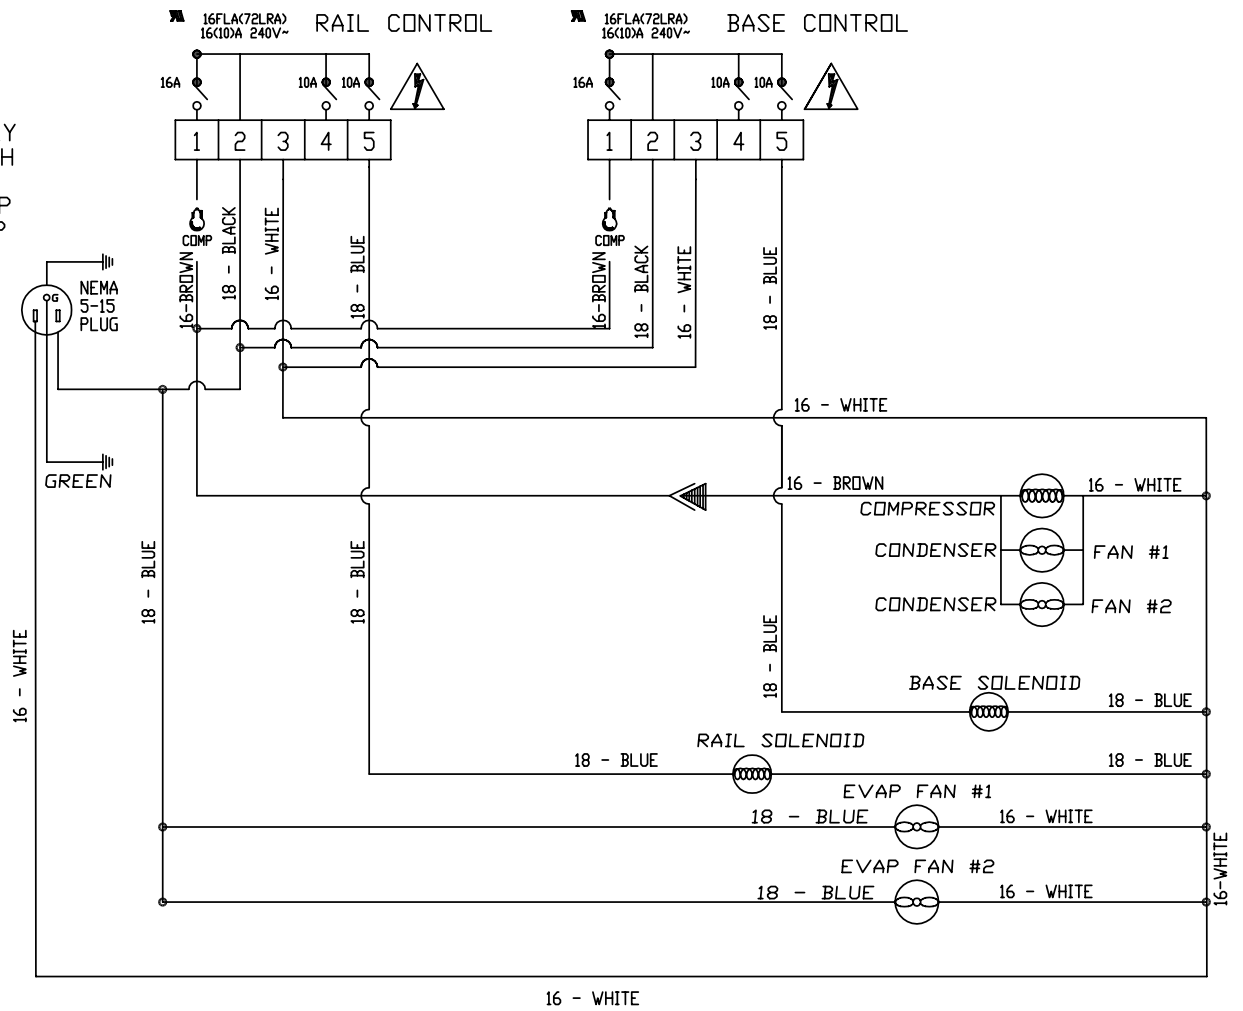 16FLA(72LRA)
16(10)A 240V~
RAIL CONTROL
16FLA(72LRA)
16(10)A 240V~
BASE CONTROL
16A
10A
10A
16A
10A
10A
Y
H
P
1
2
3
4
5
1
2
3
4
5
COMP
COMP
16-BROWN
18 - BLACK
16 - WHITE
18 - BLUE
16-BROWN
18 - BLACK
16 - WHITE
18 - BLUE
G
NEMA
5-15
PLUG
GREEN
16 - WHITE
16 - BROWN
16 - WHITE
COMPRESSOR
CONDENSER
FAN #1
CONDENSER
FAN #2
18 - BLUE
18 - BLUE
18 - BLUE
16 - WHITE
BASE SOLENOID
18 - BLUE
RAIL SOLENOID
18 - BLUE
18 - BLUE
EVAP FAN #1
18 - BLUE
16 - WHITE
EVAP FAN #2
18 - BLUE
16 - WHITE
16-WHITE
16 - WHITE